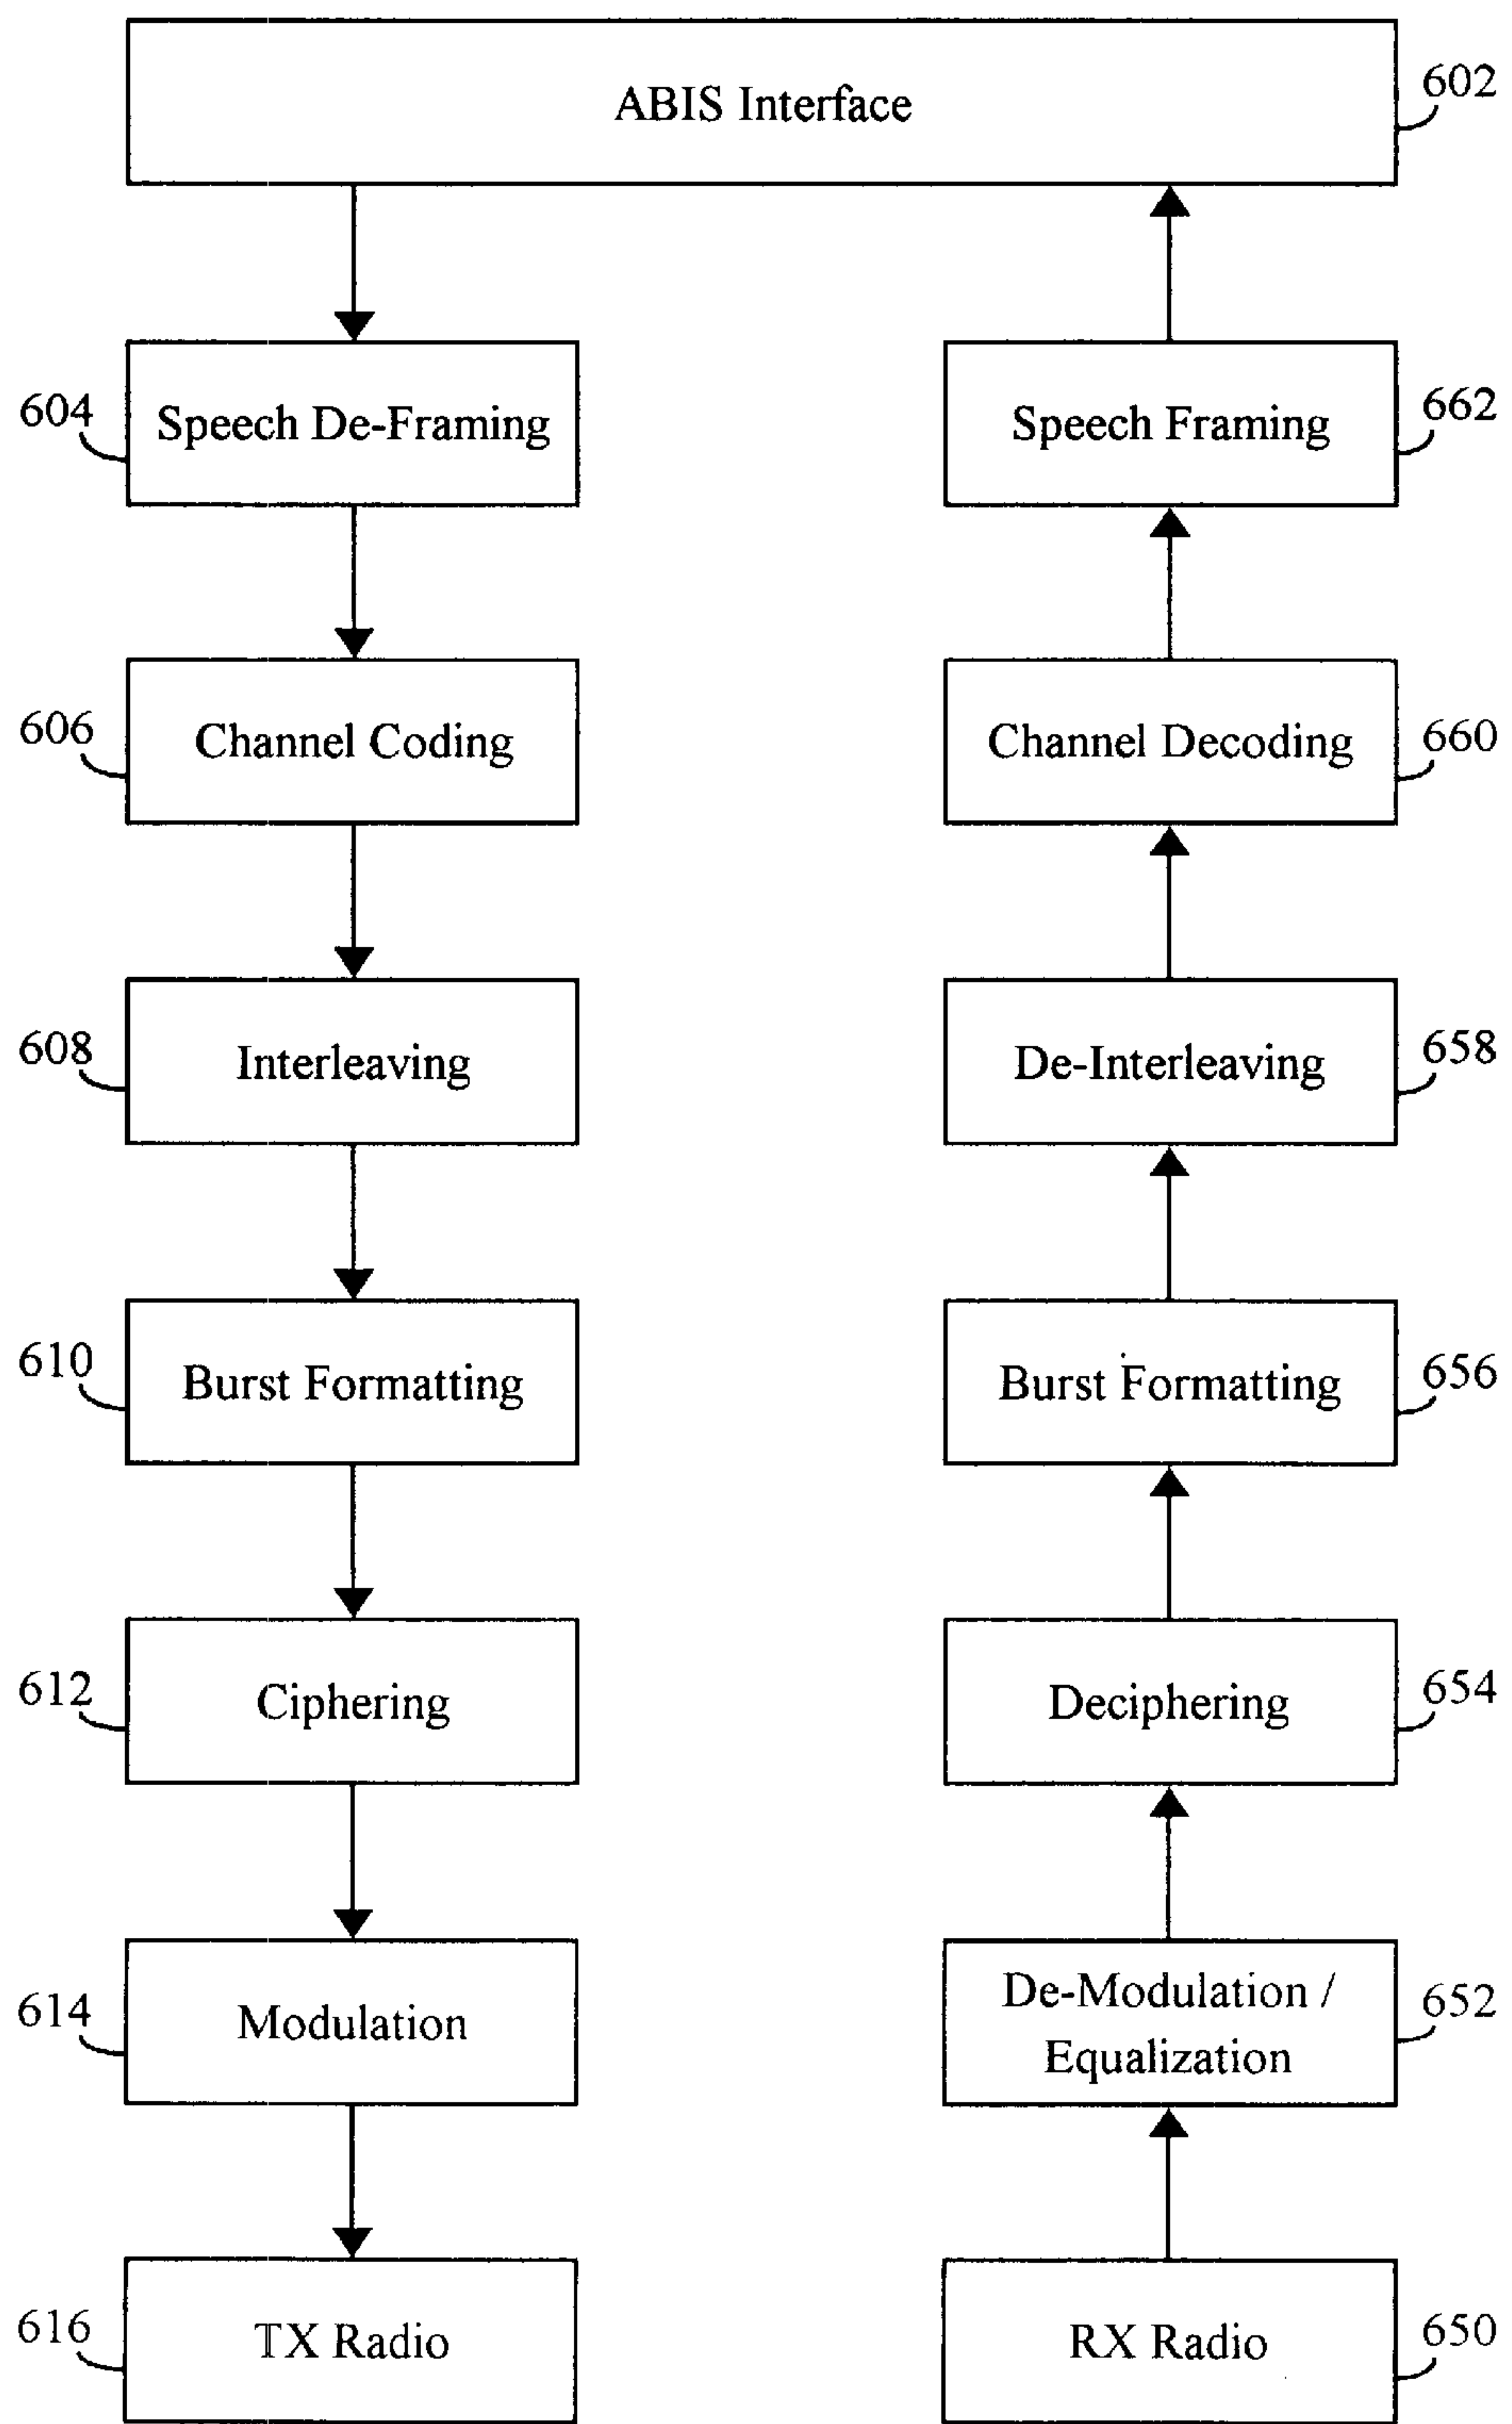 ABIS Interface
602
604
Speech De-Framing
Speech Framing
662
606
Channel Coding
Channel Decoding
660
608
Interleaving
De-Interleaving
658
610
Burst Formatting
Burst Formatting
656
612
Ciphering
Deciphering
654
614
Modulation
De-Modulation /
Equalization
652
616
TX Radio
RX Radio
650